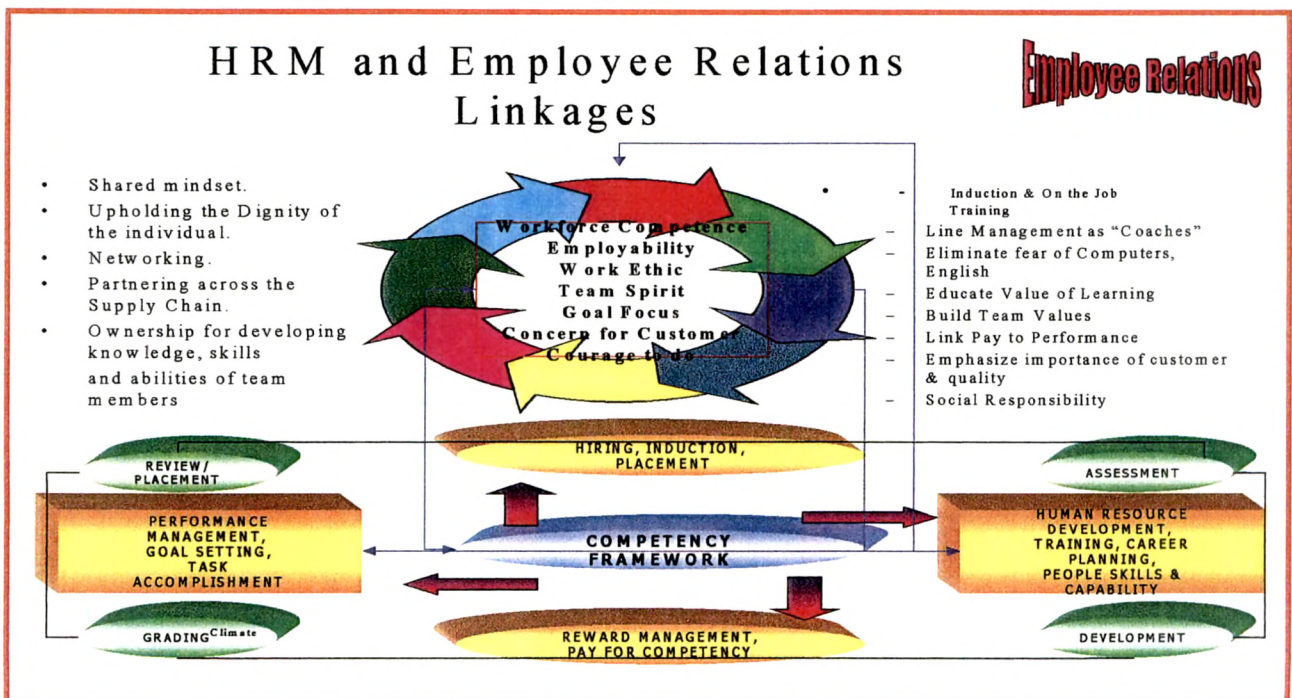 HRM and Employee Relations
Linkages
Employee Relations
• Shared mindset.
• Upholding the Dignity of
the individual.
• Networking.
• Partnering across the
Supply Chain.
• Ownership for developing
knowledge, skills
and abilities of team
members
Workforce Competence
Employability
Work Ethic
Team Spirit
Goal Focus
Concern for Customer
Courage to do
• - Induction & On the Job
Training
– Line Management as “Coaches”
– Eliminate fear of Computers,
English
– Educate Value of Learning
– Build Team Values
– Link Pay to Performance
– Emphasize importance of customer
& quality
– Social Responsibility
REVIEW/
PLACEMENT
HIRING, INDUCTION,
PLACEMENT
ASSESSMENT
PERFORMANCE
MANAGEMENT,
GOAL SETTING,
TASK
ACCOMPLISHMENT
COMPETENCY
FRAMEWORK
HUMAN RESOURCE
DEVELOPMENT,
TRAINING, CAREER
PLANNING,
PEOPLE SKILLS &
CAPABILITY
GRADING Climate
REWARD MANAGEMENT,
PAY FOR COMPETENCY
DEVELOPMENT